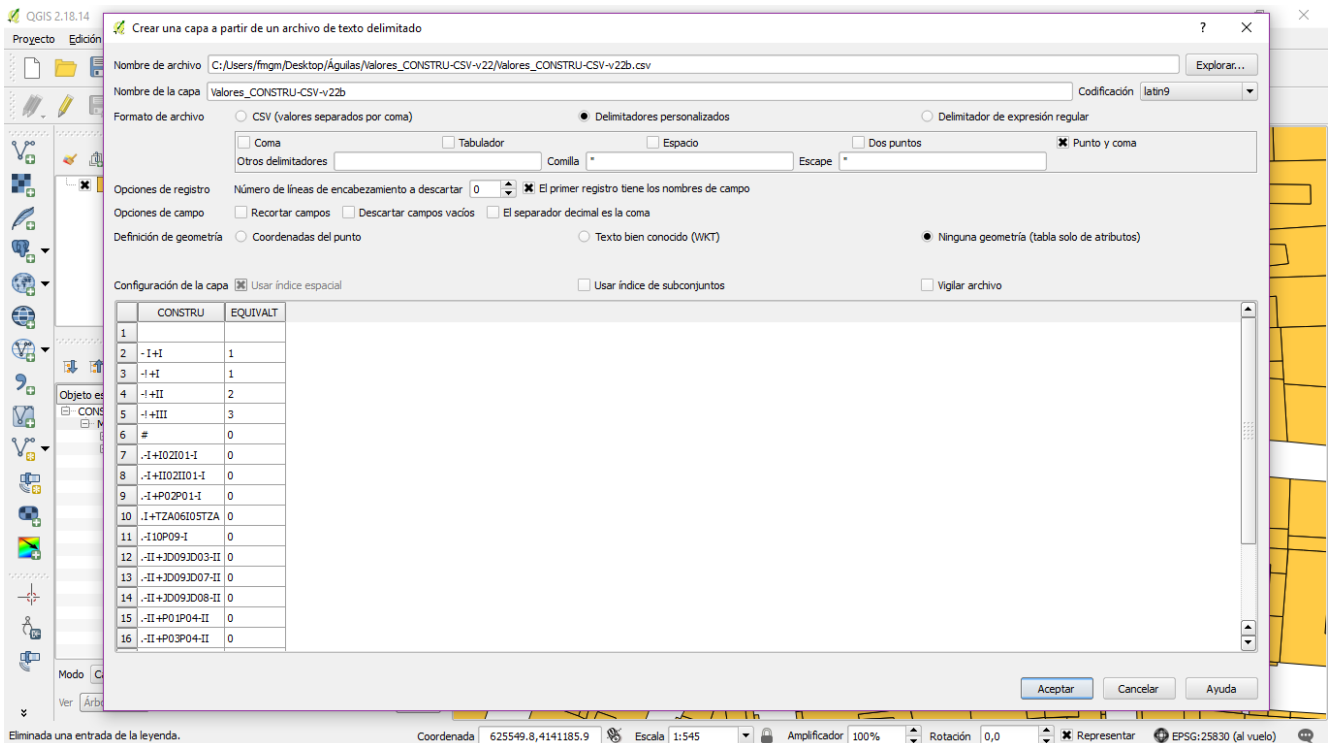 QGIS 2.18.14
Proyecto Edición
Crear una capa a partir de un archivo de texto delimitado
Nombre de archivo C:/Users/fmgm/Desktop/Águilas/Valores_CONSTRU-CSV-v22/Valores_CONSTRU-CSV-v22b.csv Explorar...
Nombre de la capa Valores_CONSTRU-CSV-v22b Codificación latin9
Formato de archivo CSV (valores separados por coma) Delimitadores personalizados Delimitador de expresión regular
Coma Tabulador Espacio Dos puntos Punto y coma
Otros delimitadores Comilla " Escape "
Opciones de registro Número de líneas de encabezamiento a descartar 0 El primer registro tiene los nombres de campo
Opciones de campo Recortar campos Descartar campos vacíos El separador decimal es la coma
Definición de geometría Coordenadas del punto Texto bien conocido (WKT) Ninguna geometría (tabla solo de atributos)
Configuración de la capa Usar índice espacial Usar índice de subconjuntos Vigilar archivo
CONSTRU EQUIVALT
1
2 - I+I 1
3 -! +I 1
4 -! +II 2
5 -! +III 3
6 # 0
7 .-I+I02I01-I 0
8 .-I+II02II01-I 0
9 .-I+P02P01-I 0
10 .I+TZA06I05TZA 0
11 .-I10P09-I 0
12 .-II+JD09JD03-II 0
13 .-II+JD09JD07-II 0
14 .-II+JD09JD08-II 0
15 .-II+P01P04-II 0
16 .-II+P03P04-II 0
Objeto es
CONS
M
Modo C
Ver Árbo
Aceptar Cancelar Ayuda
Eliminada una entrada de la leyenda. Coordenada 625549.8,4141185.9 Escala 1:545 Amplificador 100% Rotación 0,0 Representar EPSG:25830 (al vuelo)